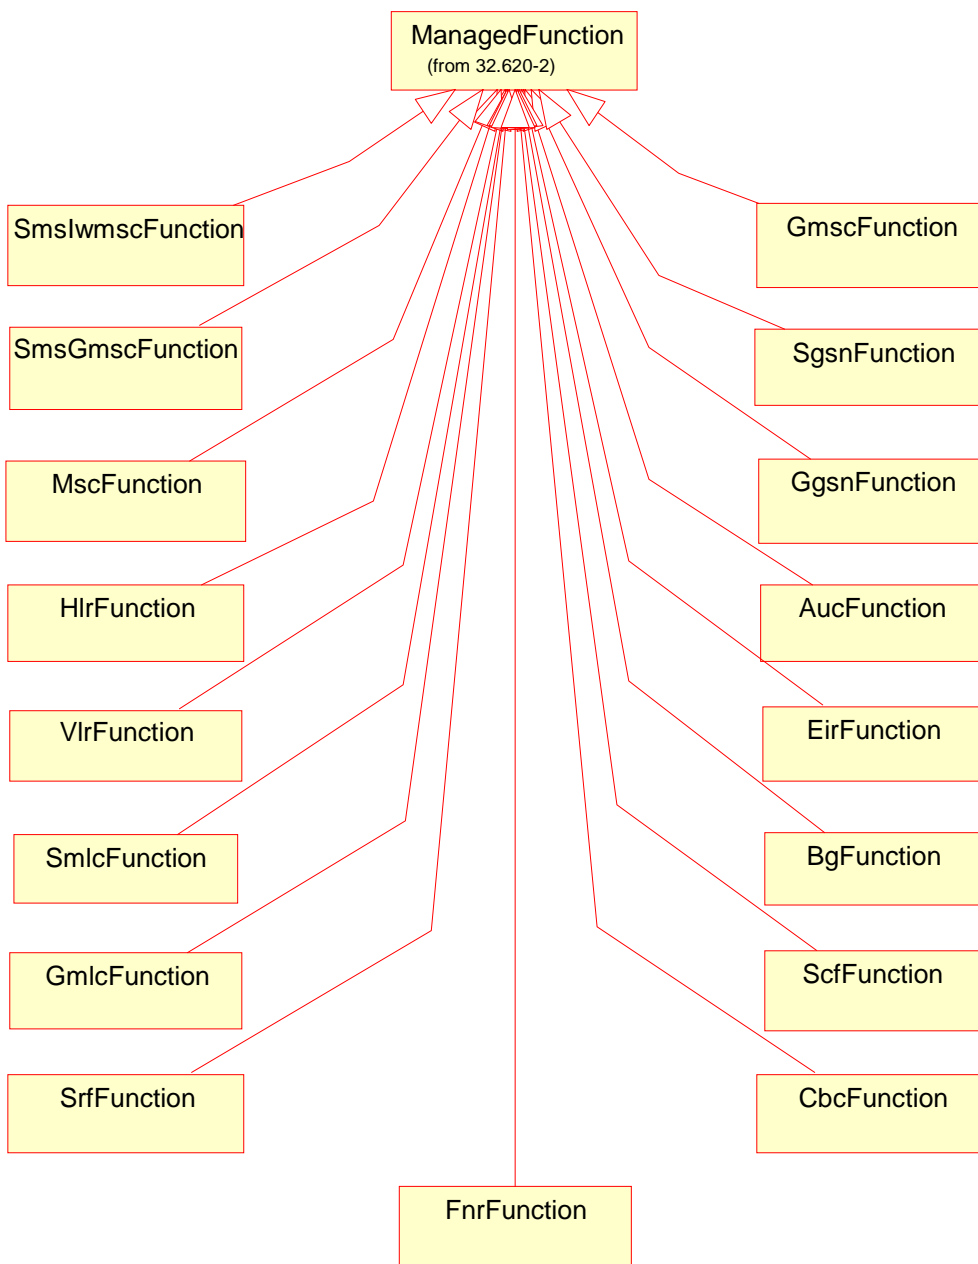 ManagedFunction
(from 32.620-2)
SmsIwmscFunction
GmscFunction
SmsGmscFunction
SgsnFunction
MscFunction
GgsnFunction
HlrFunction
AucFunction
VlrFunction
EirFunction
SmlcFunction
BgFunction
GmlcFunction
ScfFunction
SrfFunction
CbcFunction
FnrFunction